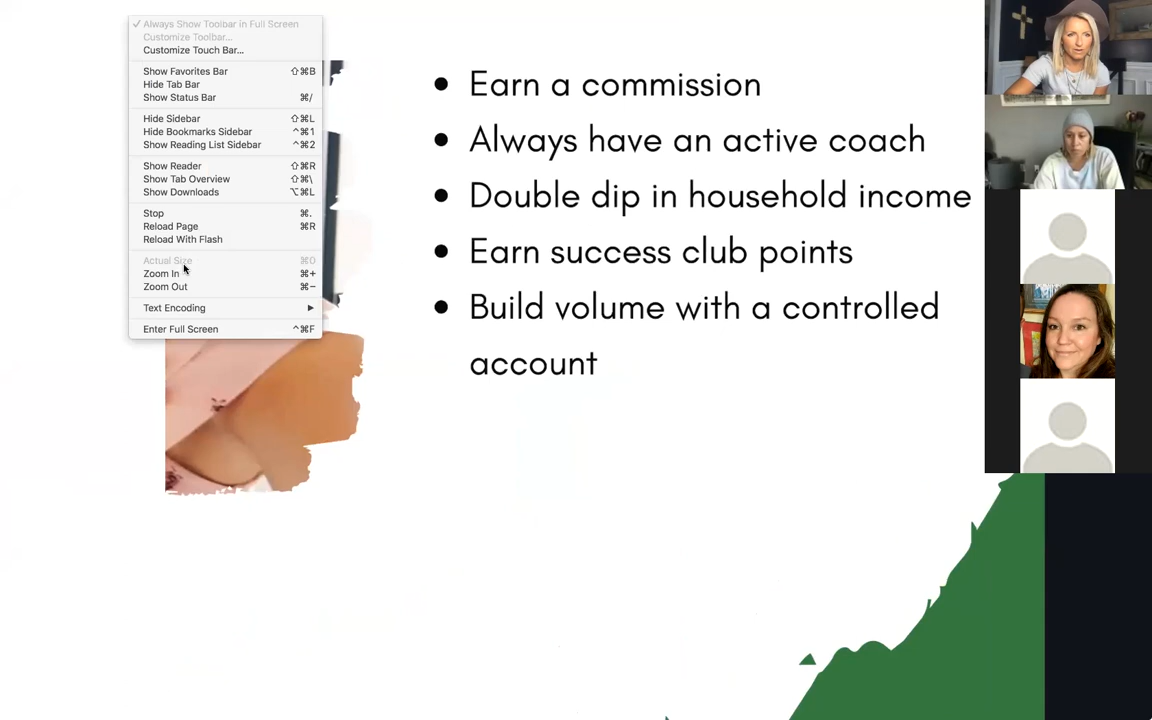 ✓ Always Show Toolbar in Full Screen
Customize Toolbar...
Customize Touch Bar...
Show Favorites Bar ⇧⌘B
Hide Tab Bar
Show Status Bar ⌘/
Hide Sidebar ⇧⌘L
Hide Bookmarks Sidebar ^⌘1
Show Reading List Sidebar ^⌘2
Show Reader ⇧⌘R
Show Tab Overview ⇧⌘\
Show Downloads ⌥⌘L
Stop ⌘.
Reload Page ⌘R
Reload With Flash
Actual Size ⌘0
Zoom In ⌘+
Zoom Out ⌘−
Text Encoding ▶
Enter Full Screen ^⌘F
• Earn a commission
• Always have an active coach
• Double dip in household income
• Earn success club points
• Build volume with a controlled
account